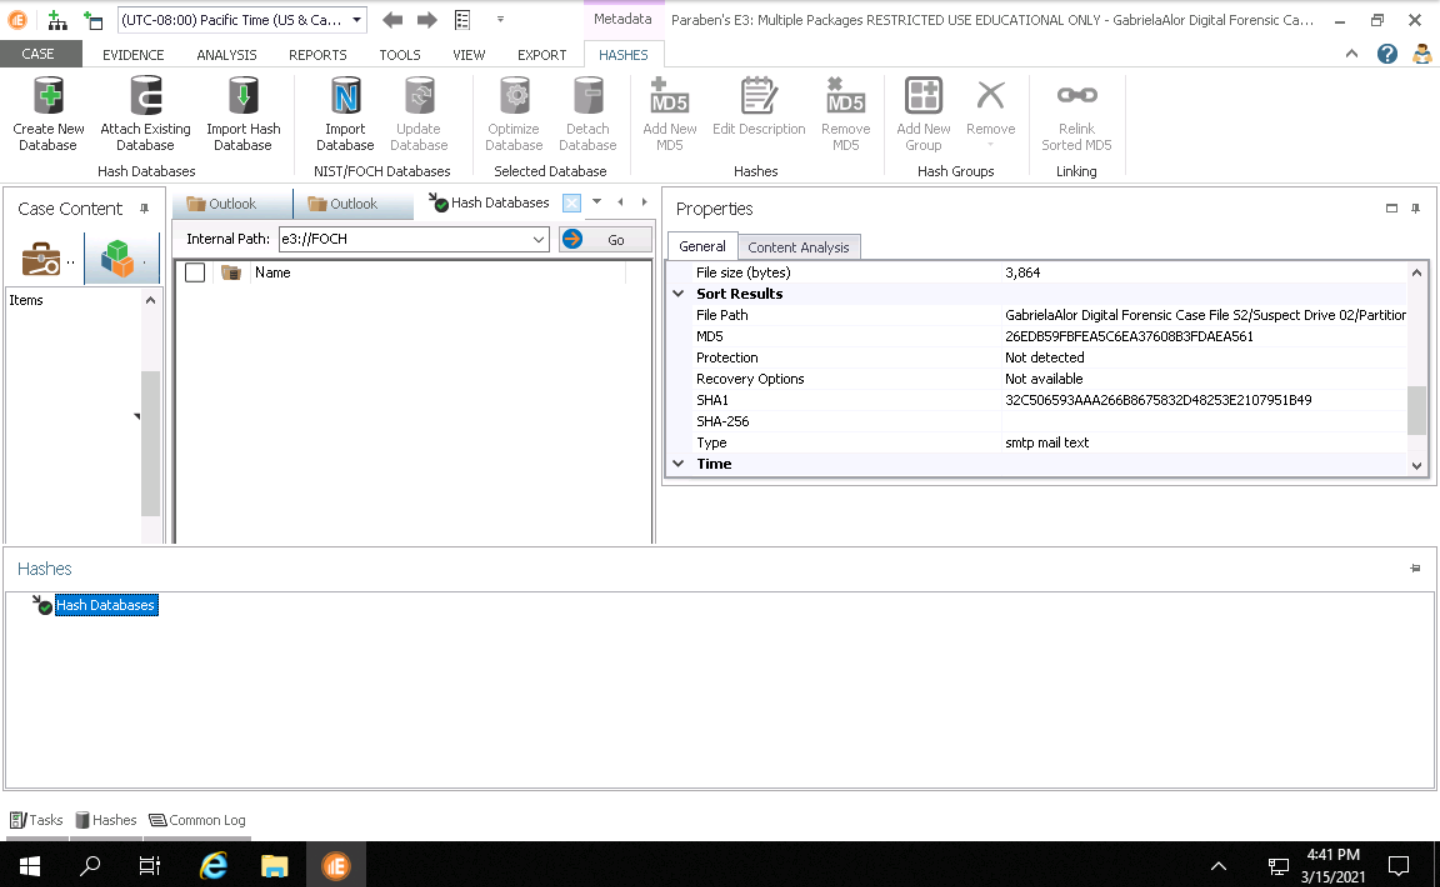 (UTC-08:00) Pacific Time (US & Ca...
Metadata
Paraben's E3: Multiple Packages RESTRICTED USE EDUCATIONAL ONLY - GabrielaAlor Digital Forensic Ca...
CASE
EVIDENCE
ANALYSIS
REPORTS
TOOLS
VIEW
EXPORT
HASHES
Create New
Database
Attach Existing
Database
Import Hash
Database
Import
Database
Update
Database
Optimize
Database
Detach
Database
MD5
Add New
MD5
Edit Description
MD5
Remove
MD5
Add New
Group
Remove
Relink
Sorted MD5
Hash Databases
NIST/FOCH Databases
Selected Database
Hashes
Hash Groups
Linking
Case Content
Items
Outlook
Outlook
Hash Databases
Internal Path:
e3://FOCH
Go
Name
Properties
General
Content Analysis
File size (bytes) 3,864
Sort Results
File Path GabrielaAlor Digital Forensic Case File S2/Suspect Drive 02/Partition
MD5 26EDB59FBFEA5C6EA37608B3FDAEA561
Protection Not detected
Recovery Options Not available
SHA1 32C506593AAA266B8675832D48253E2107951B49
SHA-256
Type smtp mail text
Time
Hashes
Hash Databases
Tasks
Hashes
Common Log
4:41 PM
3/15/2021